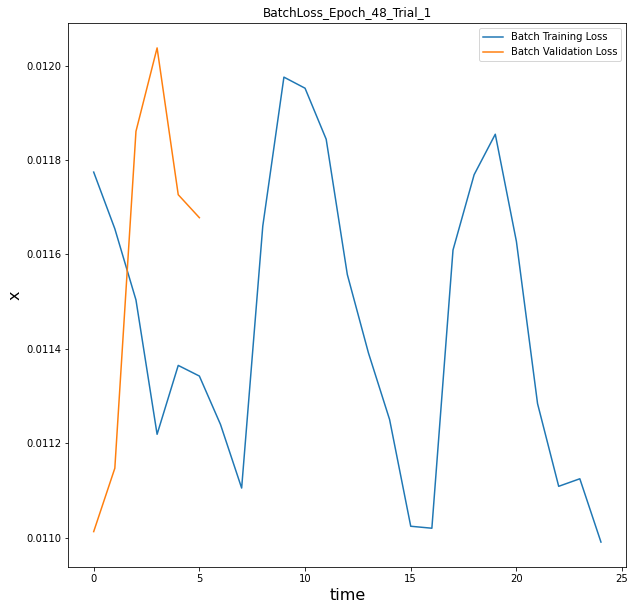 BatchLoss_Epoch_48_Trial_1
Batch Training Loss
Batch Validation Loss
0.0120
0.0118
0.0116
0.0114
0.0112
0.0110
x
0
5
10
15
20
25
time